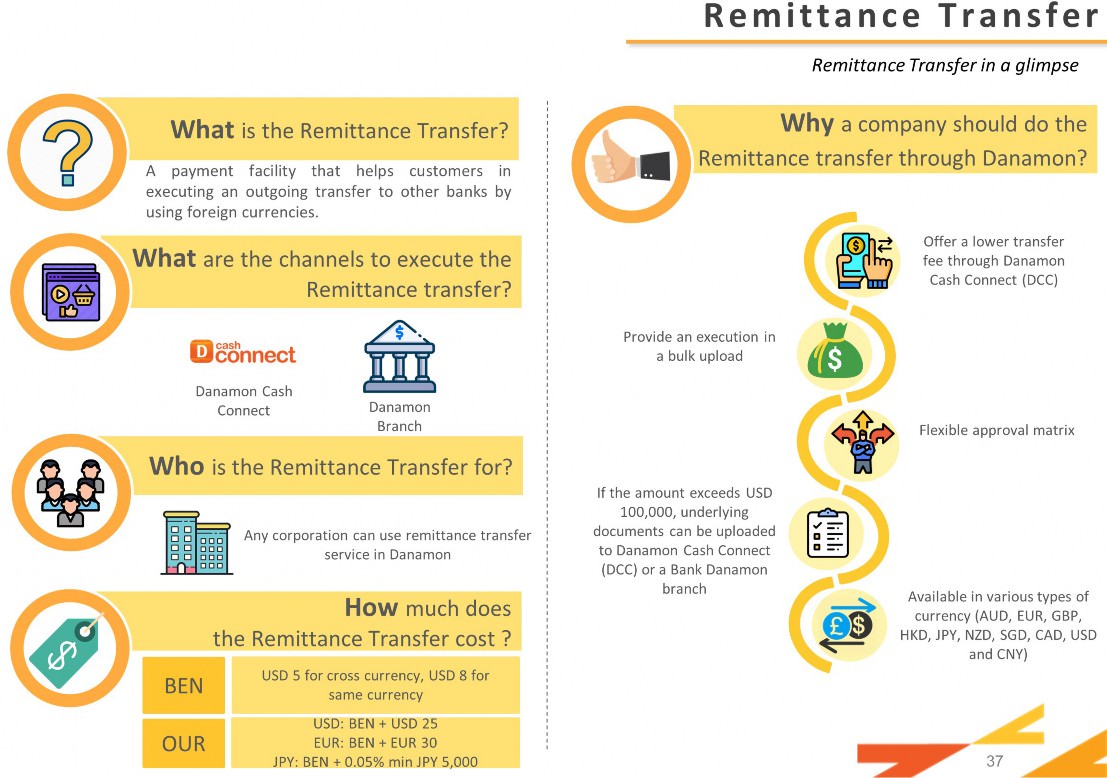 Remittance Transfer
Remittance Transfer in a glimpse
What is the Remittance Transfer?
A payment facility that helps customers in
executing an outgoing transfer to other banks by
using foreign currencies.
What are the channels to execute the
Remittance transfer?
D cash
connect
Danamon Cash
Connect
$
Danamon
Branch
Who is the Remittance Transfer for?
Any corporation can use remittance transfer
service in Danamon
How much does
the Remittance Transfer cost ?
BEN
USD 5 for cross currency, USD 8 for
same currency
OUR
USD: BEN + USD 25
EUR: BEN + EUR 30
JPY: BEN + 0.05% min JPY 5,000
Why a company should do the
Remittance transfer through Danamon?
Offer a lower transfer
fee through Danamon
Cash Connect (DCC)
Provide an execution in
a bulk upload
Flexible approval matrix
If the amount exceeds USD
100,000, underlying
documents can be uploaded
to Danamon Cash Connect
(DCC) or a Bank Danamon
branch
Available in various types of
currency (AUD, EUR, GBP,
HKD, JPY, NZD, SGD, CAD, USD
and CNY)
37